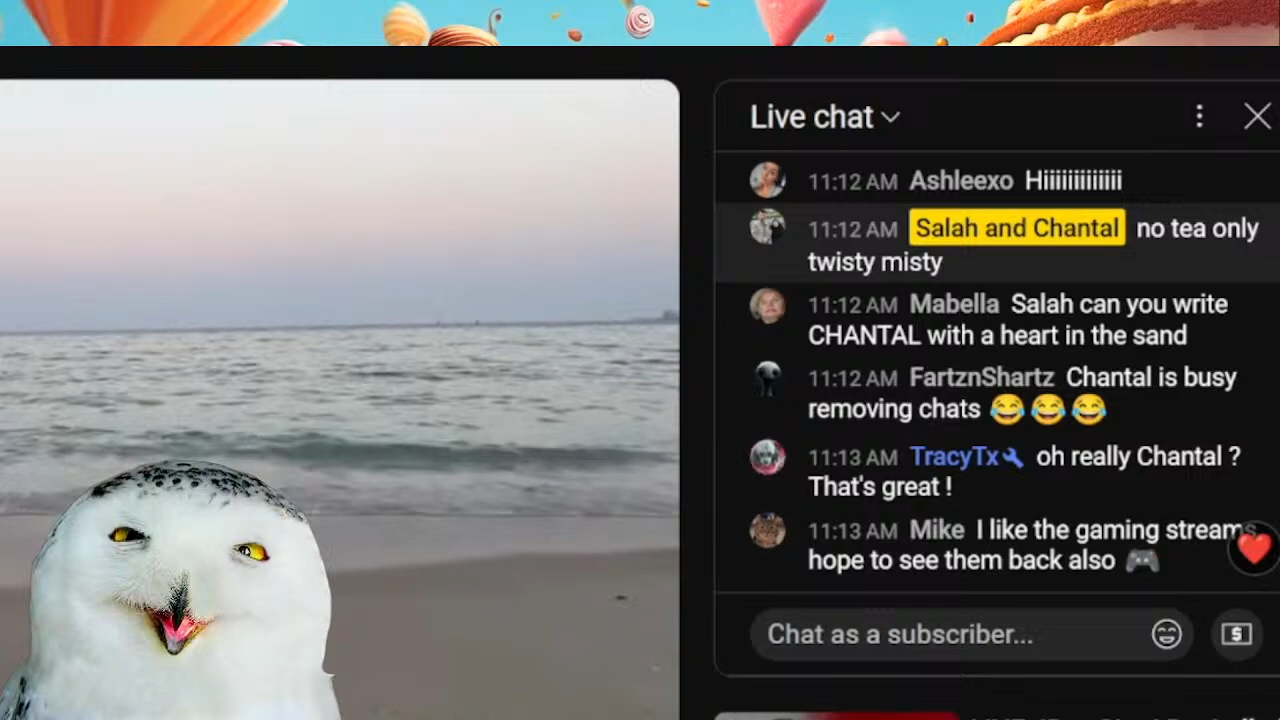 Live chat
11:12 AM Ashleexo Hiiiiiiiiiiiii
11:12 AM Salah and Chantal no tea only
twisty misty
11:12 AM Mabella Salah can you write
CHANTAL with a heart in the sand
11:12 AM FartznShartz Chantal is busy
removing chats 😂😂😂
11:13 AM TracyTx oh really Chantal ?
That's great !
11:13 AM Mike I like the gaming streams
hope to see them back also 🎮
Chat as a subscriber...